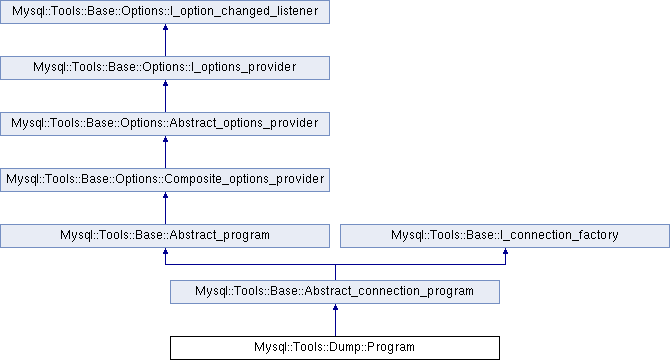 Mysql::Tools::Base::Options::I_option_changed_listener
Mysql::Tools::Base::Options::I_options_provider
Mysql::Tools::Base::Options::Abstract_options_provider
Mysql::Tools::Base::Options::Composite_options_provider
Mysql::Tools::Base::Abstract_program
Mysql::Tools::Base::I_connection_factory
Mysql::Tools::Base::Abstract_connection_program
Mysql::Tools::Dump::Program